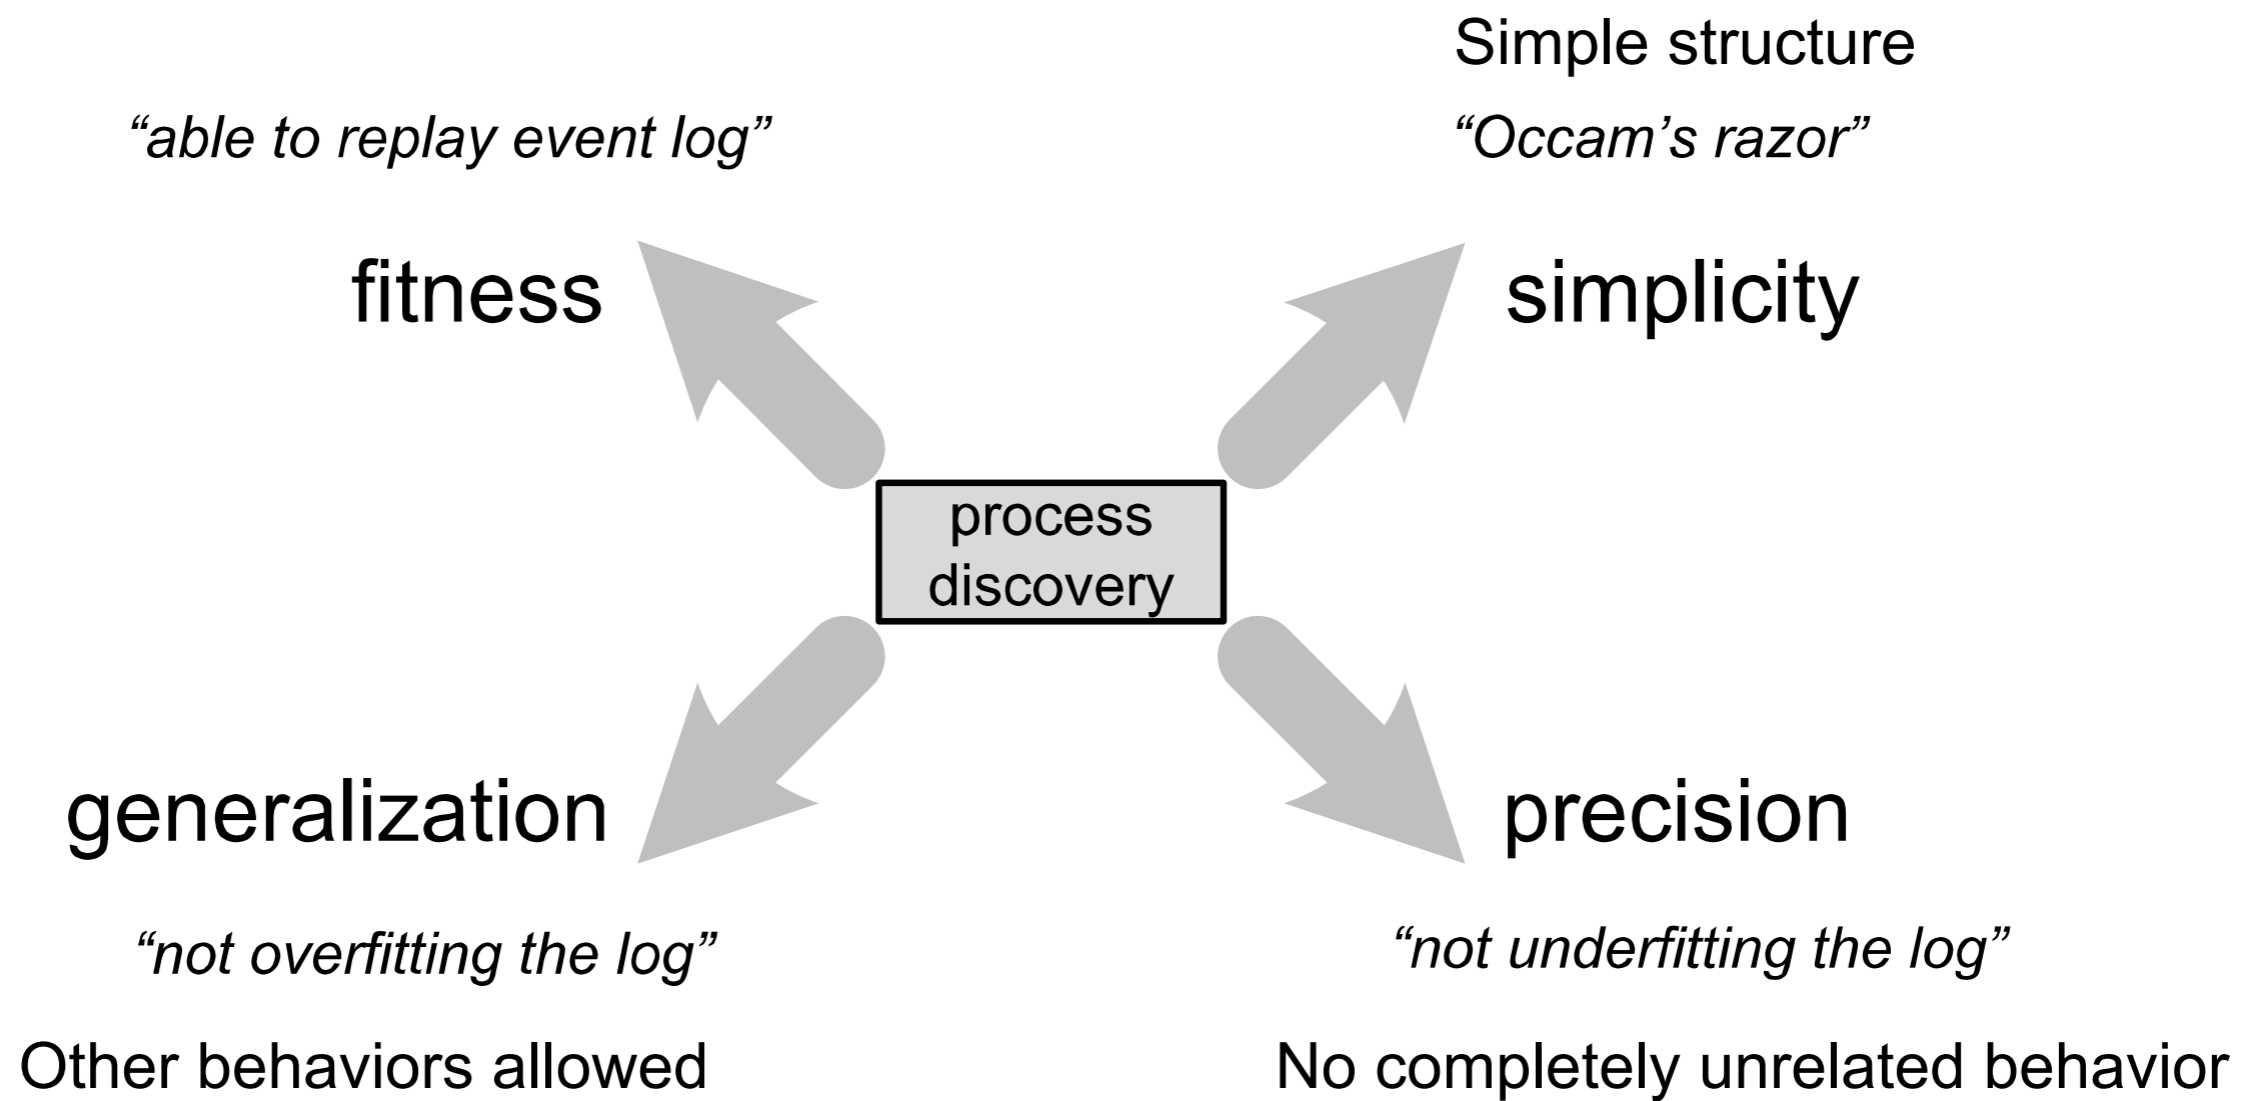 Simple structure
“able to replay event log”
“Occam’s razor”
fitness
simplicity
process
discovery
generalization
precision
“not overfitting the log”
“not underfitting the log”
Other behaviors allowed
No completely unrelated behavior